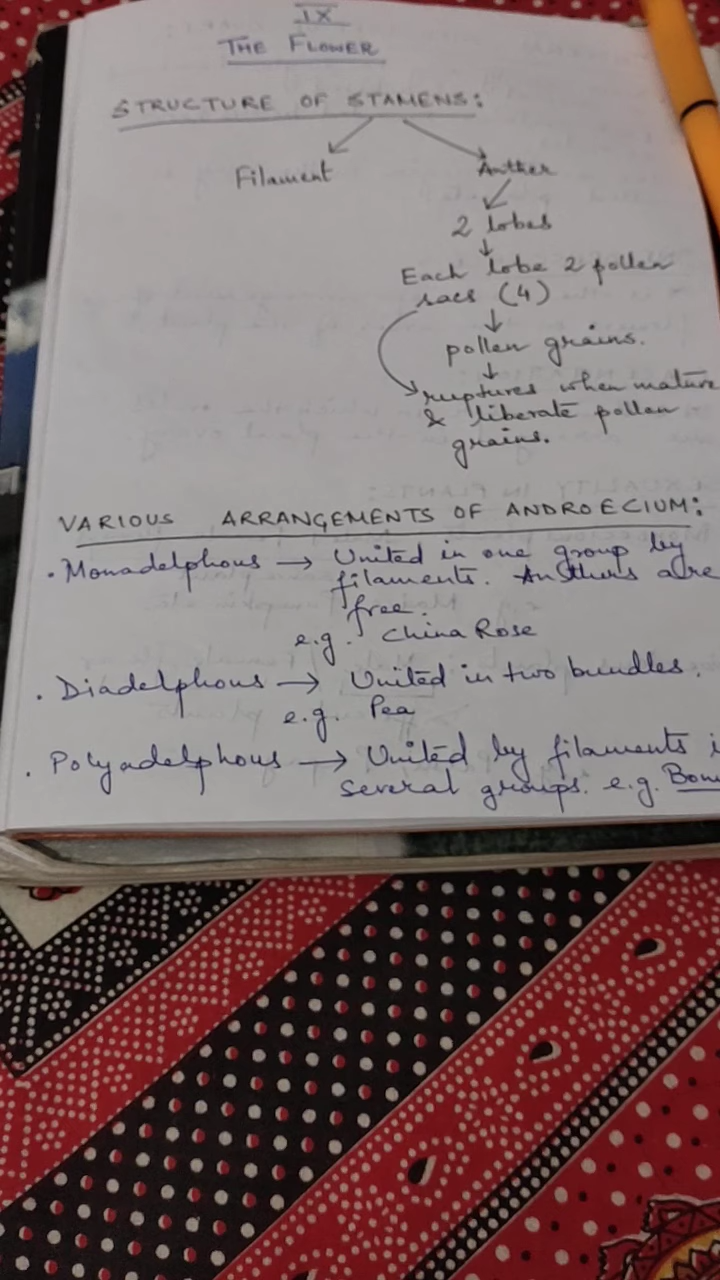 IX
THE FLOWER
STRUCTURE OF STAMENS:
Filament Anther
2 lobes
Each lobe 2 pollen
sacs (4)
pollen grains.
ruptures when mature
& liberate pollen
grains.
VARIOUS ARRANGEMENTS OF ANDROECIUM:
• Monadelphous → United in one group by
filaments. Anthers are
free.
e.g. China Rose
• Diadelphous → United in two bundles.
e.g. Pea
• Polyadelphous → United by filaments
several groups. e.g.